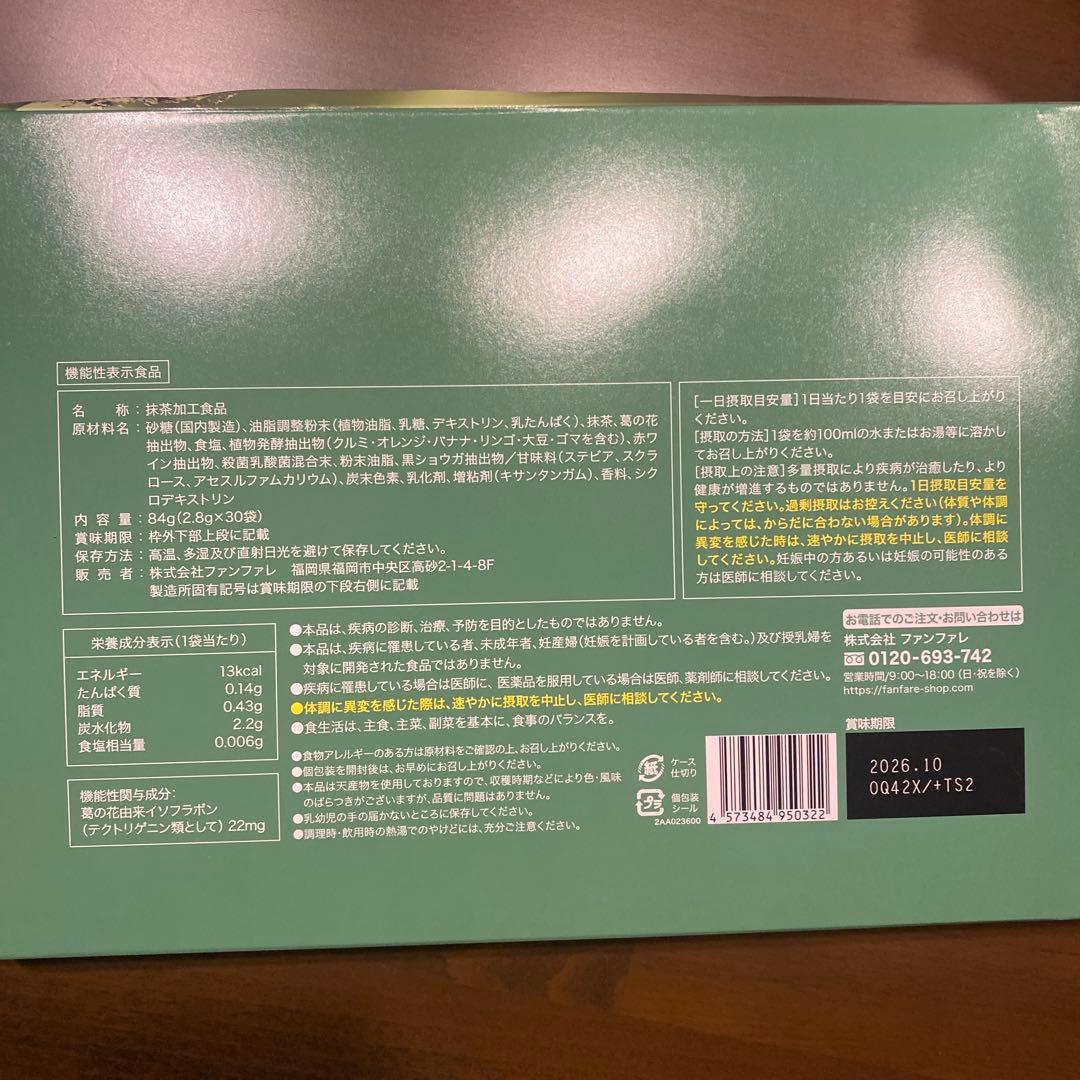 機能性表示食品
名　　称：抹茶加工食品
原材料名：砂糖(国内製造)、油脂調整粉末(植物油脂、乳糖、デキストリン、乳たんぱく)、抹茶、葛の花
抽出物、食塩、植物発酵抽出物(クルミ・オレンジ・バナナ・リンゴ・大豆・ゴマを含む)、赤ワ
イン抽出物、殺菌乳酸菌混合末、粉末油脂、黒ショウガ抽出物／甘味料(ステビア、スクラ
ロース、アセスルファムカリウム)、炭末色素、乳化剤、増粘剤(キサンタンガム)、香料、シク
ロデキストリン
内 容 量：84g(2.8g×30袋)
賞味期限：枠外下部上段に記載
保存方法：高温、多湿及び直射日光を避けて保存してください。
販 売 者：株式会社ファンファレ　福岡県福岡市中央区高砂2-1-4-8F
製造所固有記号は賞味期限の下段右側に記載
[一日摂取目安量]1日当たり1袋を目安にお召し上がり
ください。
[摂取の方法]1袋を約100mlの水またはお湯等に溶かし
てお召し上がりください。
[摂取上の注意]多量摂取により疾病が治癒したり、より
健康が増進するものではありません。1日摂取目安量を
守ってください。過剰摂取はお控えください(体質や体調
によっては、からだに合わない場合があります)。体調に
異変を感じた時は、速やかに摂取を中止し、医師に相談
してください。妊娠中の方あるいは妊娠の可能性のある
方は医師に相談してください。
栄養成分表示(1袋当たり)
エネルギー 13kcal
たんぱく質 0.14g
脂質 0.43g
炭水化物 2.2g
食塩相当量 0.006g
機能性関与成分：
葛の花由来イソフラボン
(テクトリゲニン類として) 22mg
●本品は、疾病の診断、治療、予防を目的としたものではありません。
●本品は、疾病に罹患している者、未成年者、妊産婦(妊娠を計画している者を含む。)及び授乳婦を
対象に開発された食品ではありません。
●疾病に罹患している場合は医師に、医薬品を服用している場合は医師、薬剤師に相談してください。
●体調に異変を感じた際は、速やかに摂取を中止し、医師に相談してください。
●食生活は、主食、主菜、副菜を基本に、食事のバランスを。
●食物アレルギーのある方は原材料をご確認の上、お召し上がりください。
●個包装を開封後は、お早めにお召し上がりください。
●本品は天産物を使用しておりますので、収穫時期などにより色・風味
のばらつきがございますが、品質に問題はありません。
●乳幼児の手の届かないところに保存してください。
●調理時・飲用時の熱湯でのやけどには、充分ご注意ください。
紙 ケース
仕切り
プラ 個包装
シール
2AA023600
4 573484 950322
お電話でのご注文・お問い合わせは
株式会社 ファンファレ
0120-693-742
営業時間/9:00〜18:00 (日・祝を除く)
https://fanfare-shop.com
賞味期限
2026.10
0Q42X/+TS2